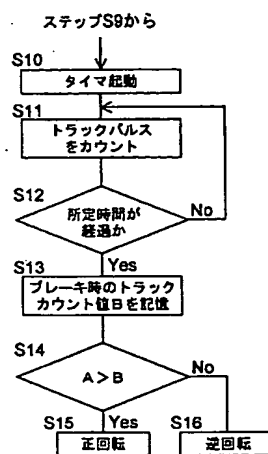 ステップS9から
S10
タイマ起動
S11
トラックパルス
をカウント
S12
所定時間が
経過か
No
Yes
S13
ブレーキ時のトラック
カウント値Bを記憶
S14
A>B
No
Yes
S15
正回転
S16
逆回転